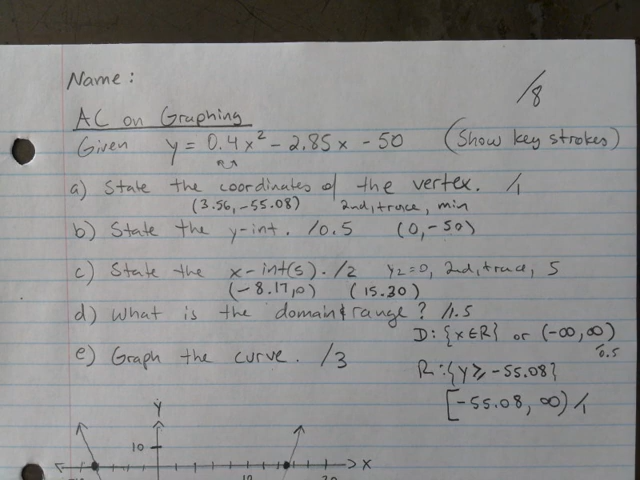 Name:
/8
AC on Graphing
Given y = 0.4x² - 2.85x - 50 (Show key strokes)
a) State the coordinates of the vertex. /1
(3.56, -55.08) 2nd, trace, min
b) State the y-int. /0.5 (0, -50)
c) State the x-int(s). /2 y₂=0, 2nd, trace, 5
(-8.17,0) (15.30)
d) What is the domain & range? /1.5
D: {x∈R} or (-∞, ∞)
/0.5
e) Graph the curve. /3
R: {y ≥ -55.08}
[-55.08, ∞) /1
Y
10
X